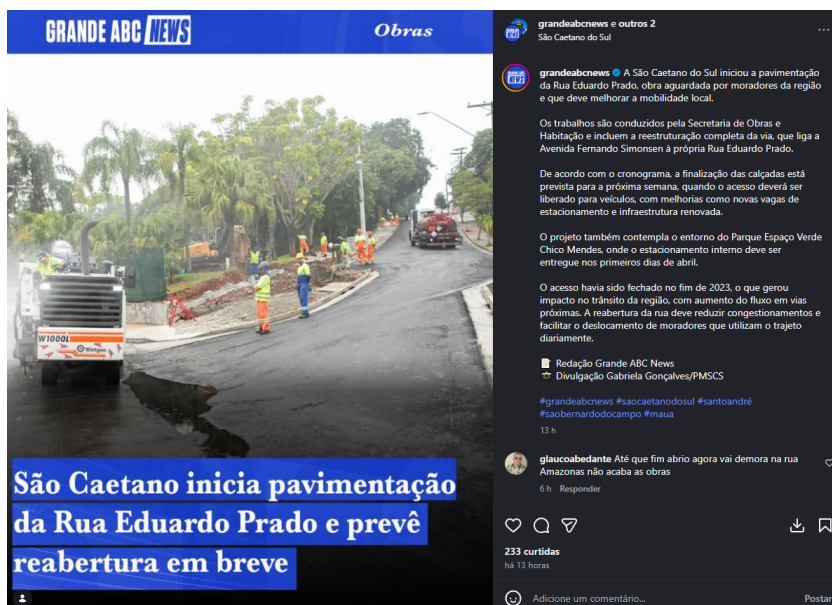 GRANDE ABC NEWS
Obras
W1000L
Wirtgen
São Caetano inicia pavimentação
da Rua Eduardo Prado e prevê
reabertura em breve
grandeabcnews e outros 2
São Caetano do Sul
grandeabcnews A São Caetano do Sul iniciou a pavimentação
da Rua Eduardo Prado, obra aguardada por moradores da região
e que deve melhorar a mobilidade local.
Os trabalhos são conduzidos pela Secretaria de Obras e
Habitação e incluem a reestruturação completa da via, que liga a
Avenida Fernando Simonsen à própria Rua Eduardo Prado.
De acordo com o cronograma, a finalização das calçadas está
prevista para a próxima semana, quando o acesso deverá ser
liberado para veículos, com melhorias como novas vagas de
estacionamento e infraestrutura renovada.
O projeto também contempla o entorno do Parque Espaço Verde
Chico Mendes, onde o estacionamento interno deve ser
entregue nos primeiros dias de abril.
O acesso havia sido fechado no fim de 2023, o que gerou
impacto no trânsito da região, com aumento do fluxo em vias
próximas. A reabertura da rua deve reduzir congestionamentos e
facilitar o deslocamento de moradores que utilizam o trajeto
diariamente.
📝 Redação Grande ABC News
📸 Divulgação Gabriela Gonçalves/PMSCS
#grandeabcnews #saocaetanodosul #santoandré
#saobernardodocampo #maua
13 h
glaucoabedante Até que fim abrio agora vai demora na rua
Amazonas não acaba as obras
6 h Responder
233 curtidas
há 13 horas
Adicione um comentário...
Postar